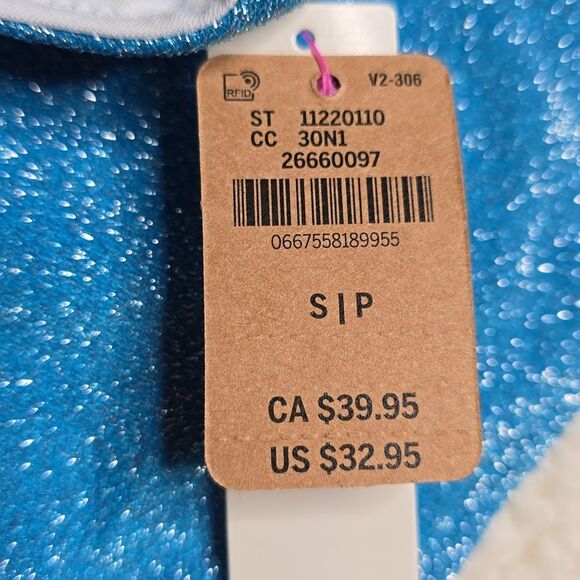 RFID
V2-306
ST 11220110
CC 30N1
26660097
0667558189955
S|P
CA $39.95
US $32.95